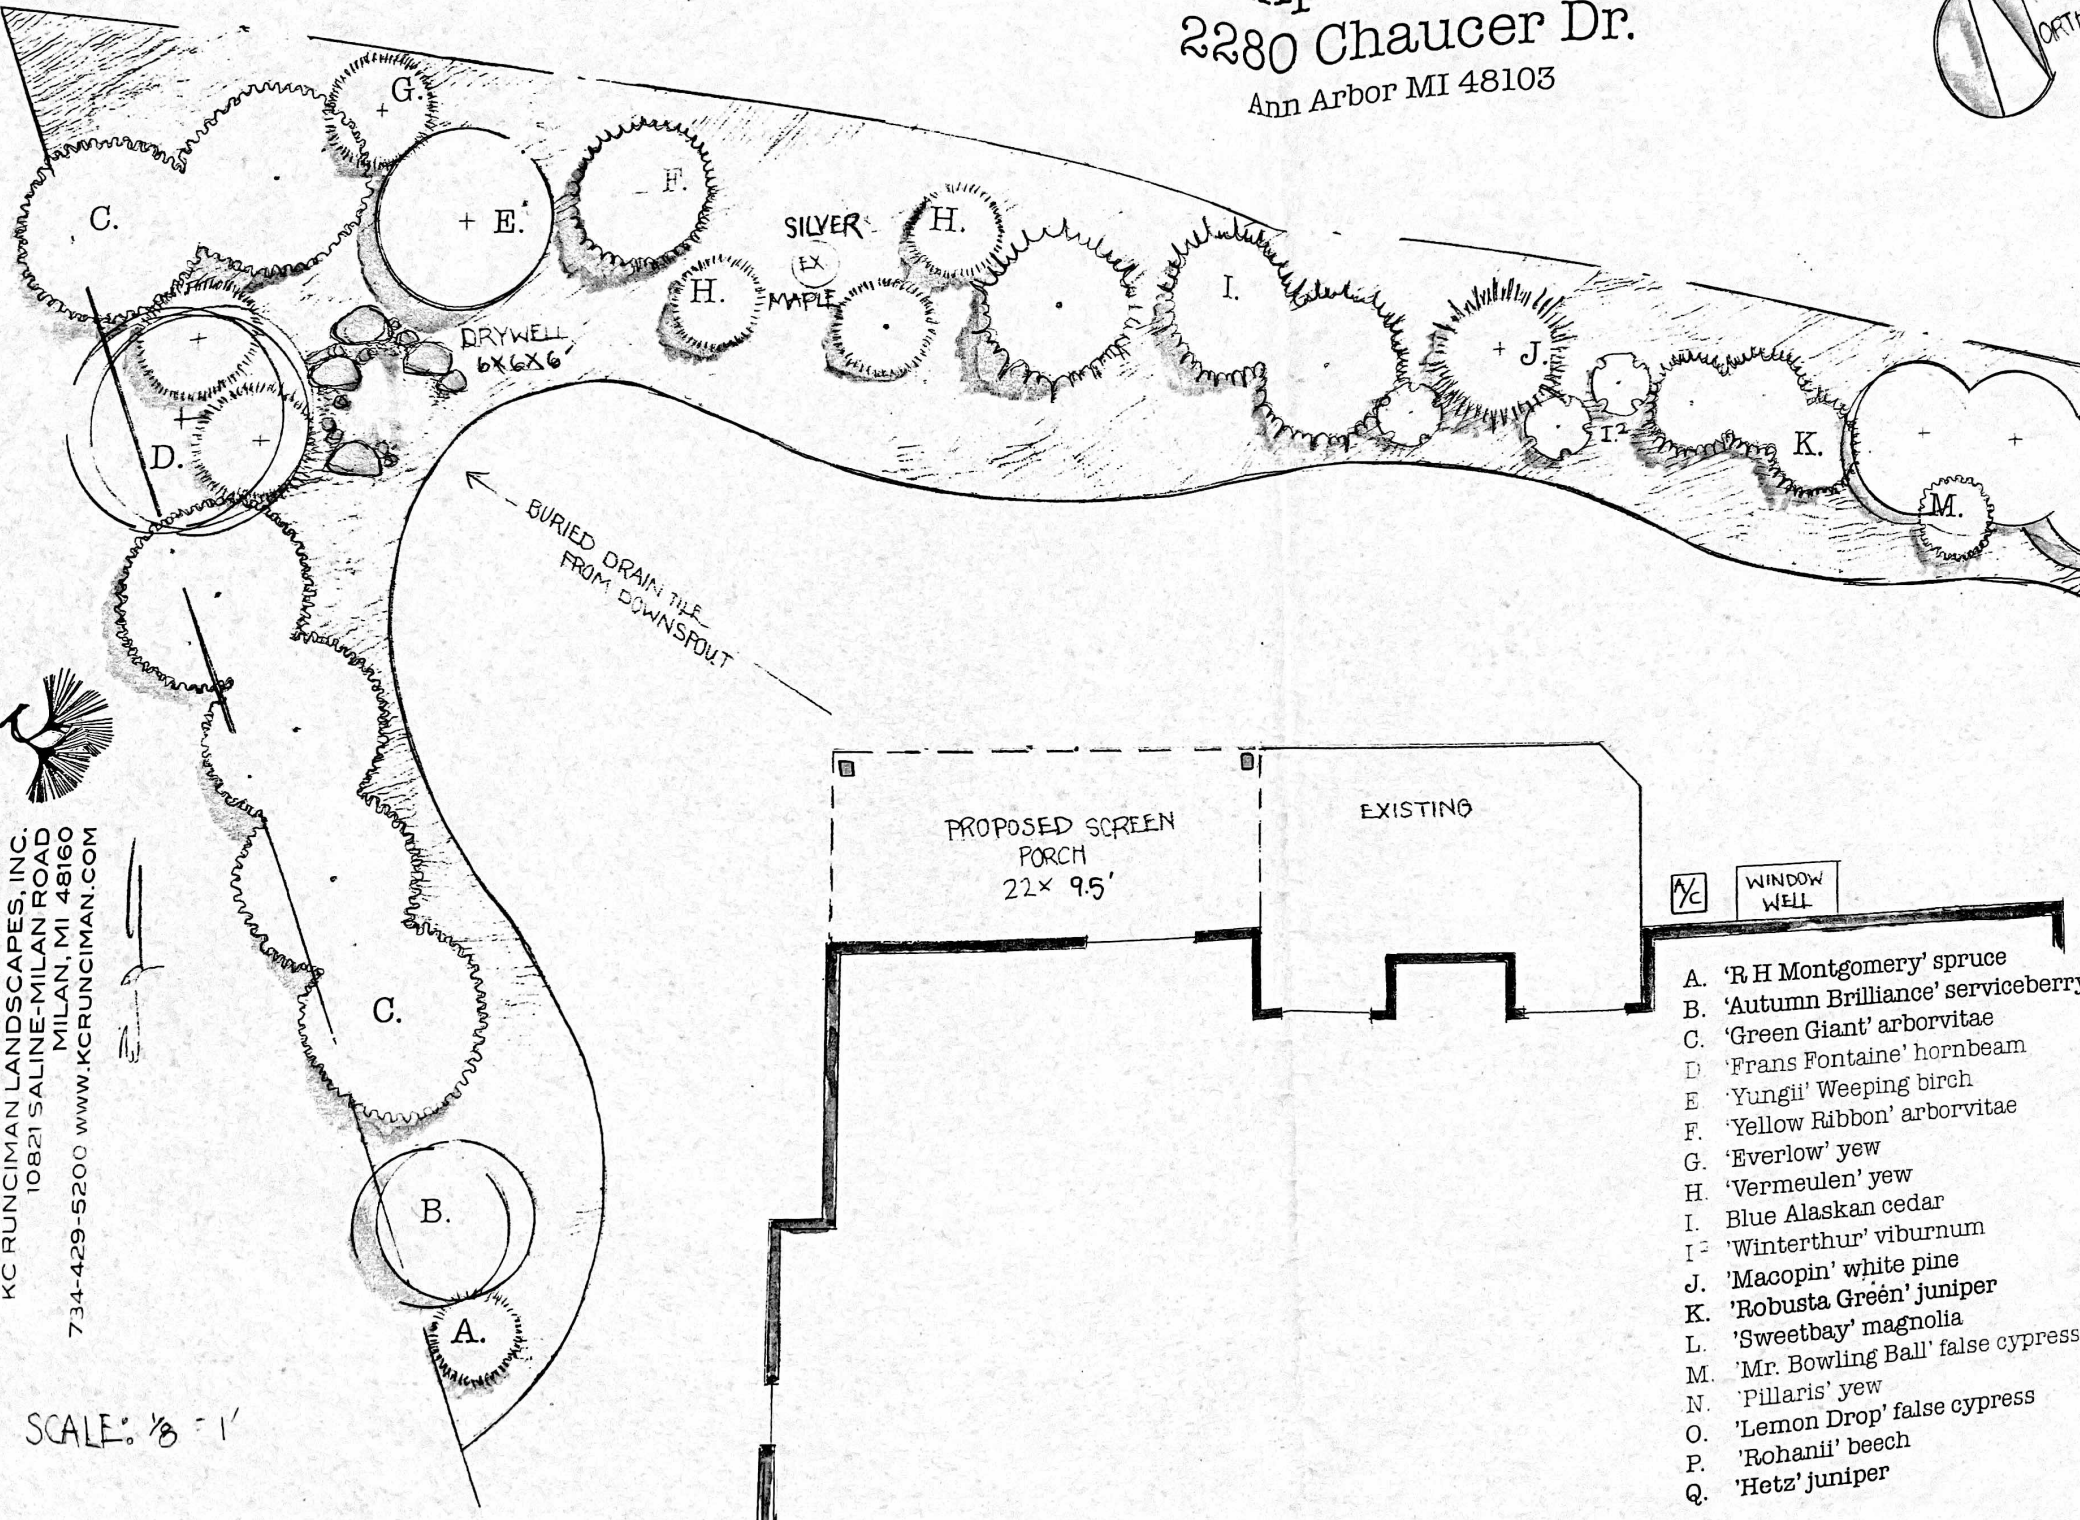 2280 Chaucer Dr.
Ann Arbor MI 48103
G.
C.
E.
F.
SILVER
EX
MAPLE
H.
H.
I.
J.
I.²
K.
M.
DRYWELL
6X6X6'
D.
BURIED DRAIN TILE
FROM DOWNSPOUT
PROPOSED SCREEN
PORCH
22X 9.5'
EXISTING
A/C
WINDOW
WELL
C.
B.
A.
KC RUNCIMAN LANDSCAPES, INC.
10821 SALINE-MILAN ROAD
MILAN, MI 48160
734-429-5200 www.KCRUNCIMAN.COM
SCALE: 1/8 = 1'
A. 'R H Montgomery' spruce
B. 'Autumn Brilliance' serviceberry
C. 'Green Giant' arborvitae
D 'Frans Fontaine' hornbeam
E 'Yungii' Weeping birch
F. 'Yellow Ribbon' arborvitae
G. 'Everlow' yew
H. 'Vermeulen' yew
I. Blue Alaskan cedar
I² 'Winterthur' viburnum
J. 'Macopin' white pine
K. 'Robusta Green' juniper
L. 'Sweetbay' magnolia
M. 'Mr. Bowling Ball' false cypress
N. 'Pillaris' yew
O. 'Lemon Drop' false cypress
P. 'Rohanii' beech
Q. 'Hetz' juniper